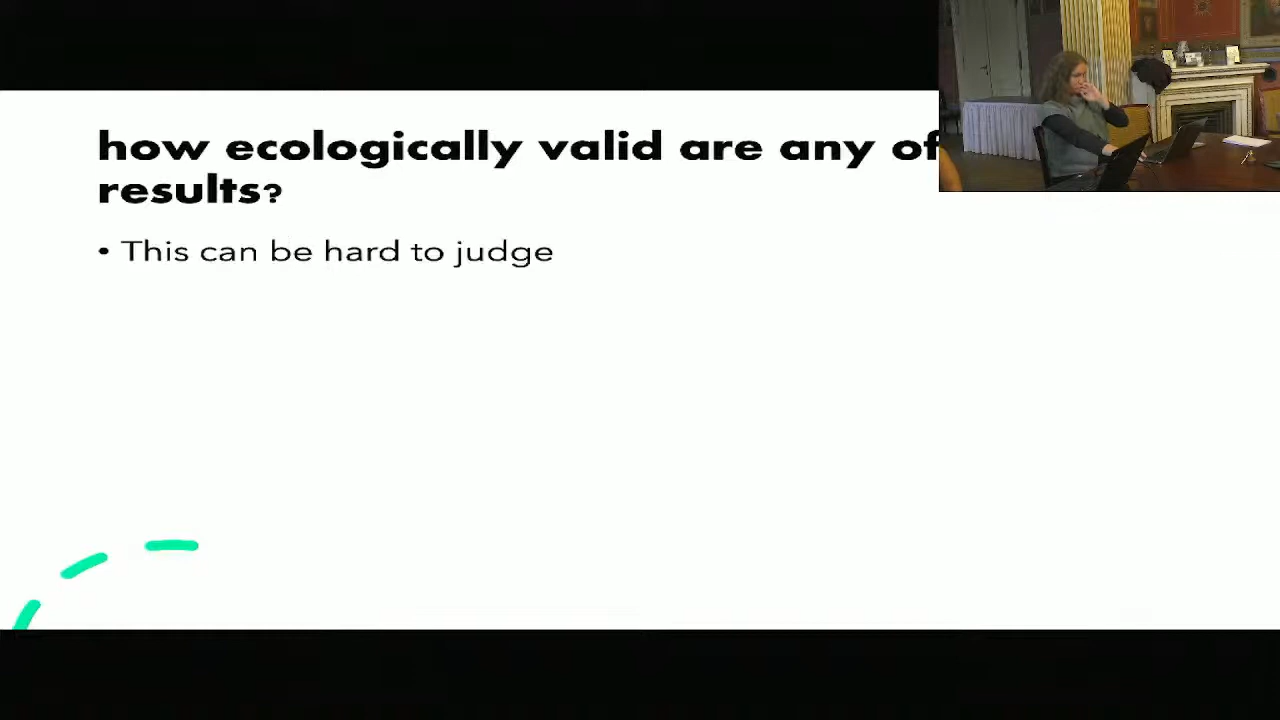 how ecologically valid are any of
results?
• This can be hard to judge